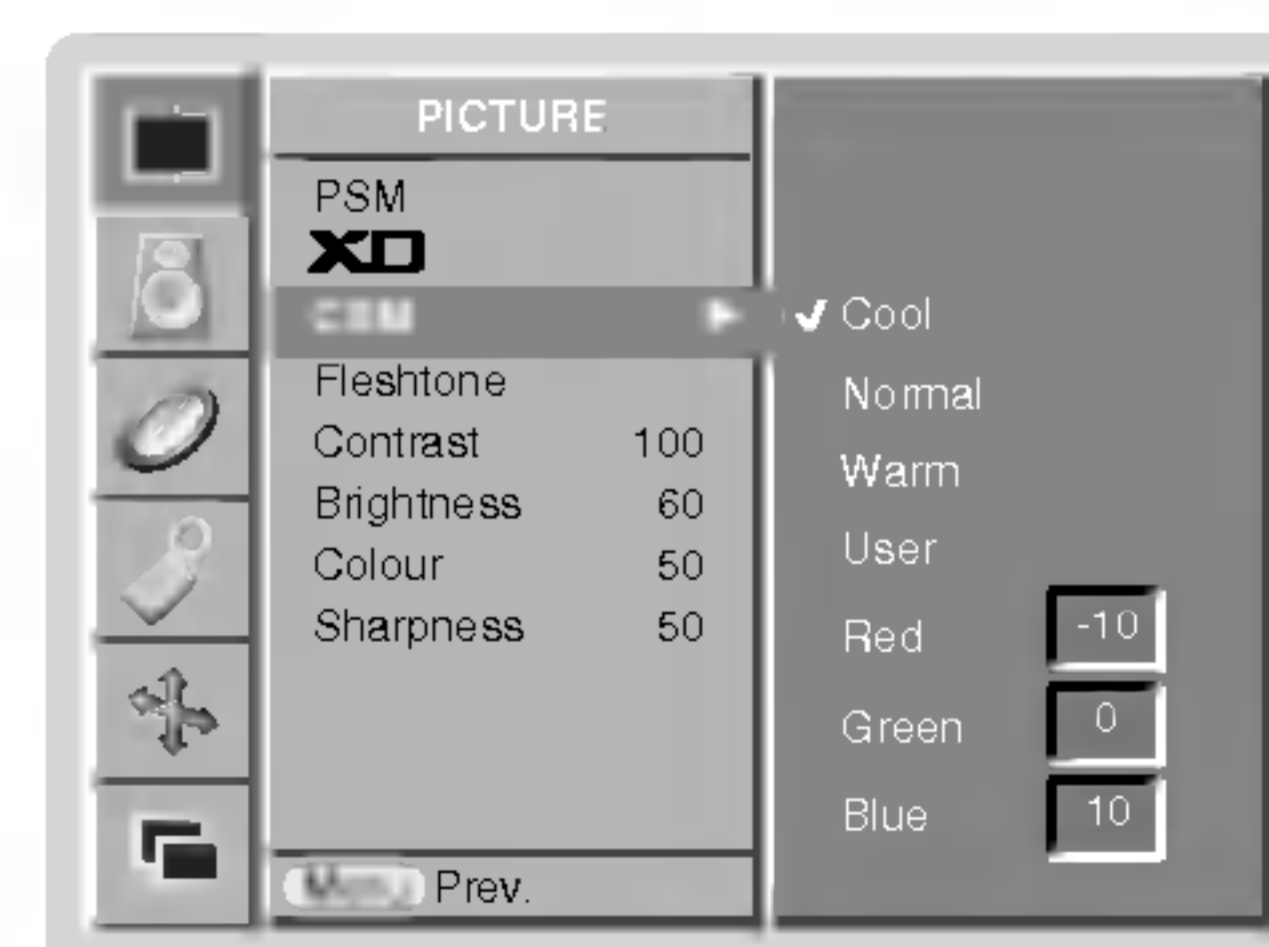 PICTURE
PSM
XD
Fleshtone
Contrast 100
Brightness 60
Colour 50
Sharpness 50
Prev.
Cool
Normal
Warm
User
Red -10
Green 0
Blue 10